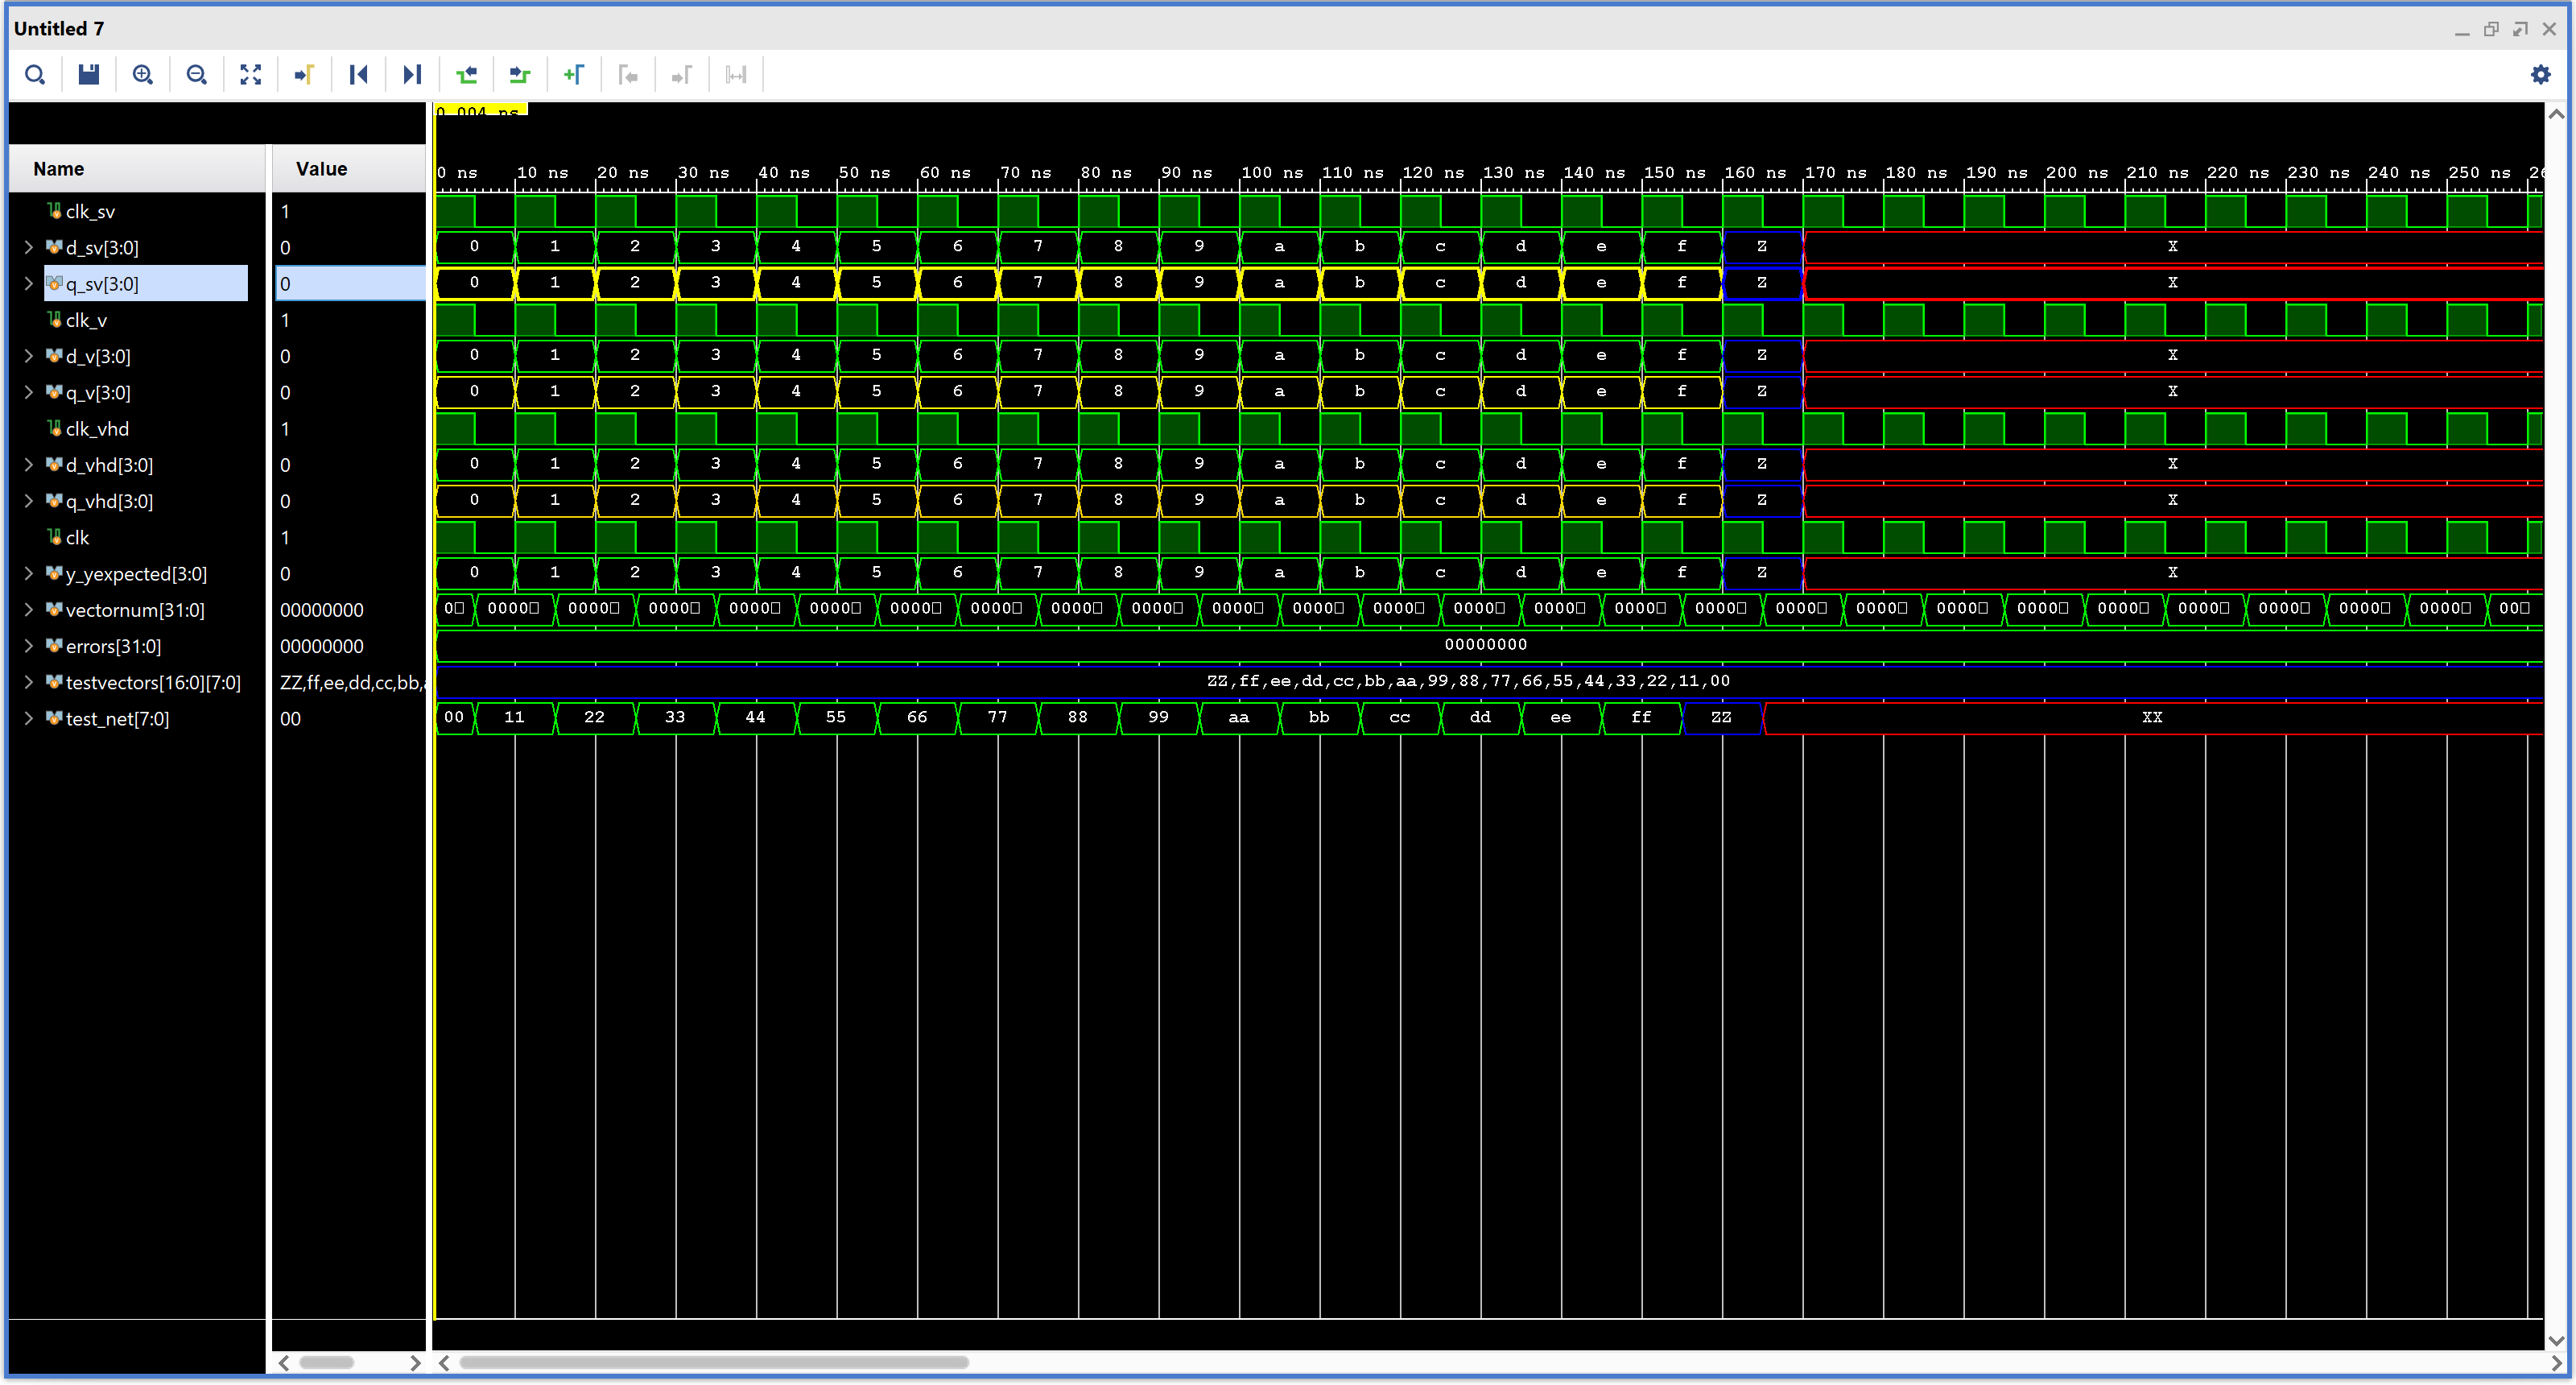 Untitled 7
0.004 ns
Name Value
0 ns 10 ns 20 ns 30 ns 40 ns 50 ns 60 ns 70 ns 80 ns 90 ns 100 ns 110 ns 120 ns 130 ns 140 ns 150 ns 160 ns 170 ns 180 ns 190 ns 200 ns 210 ns 220 ns 230 ns 240 ns 250 ns 26
clk_sv 1
d_sv[3:0] 0 0 1 2 3 4 5 6 7 8 9 a b c d e f Z X
q_sv[3:0] 0 0 1 2 3 4 5 6 7 8 9 a b c d e f Z X
clk_v 1
d_v[3:0] 0 0 1 2 3 4 5 6 7 8 9 a b c d e f Z X
q_v[3:0] 0 0 1 2 3 4 5 6 7 8 9 a b c d e f Z X
clk_vhd 1
d_vhd[3:0] 0 0 1 2 3 4 5 6 7 8 9 a b c d e f Z X
q_vhd[3:0] 0 0 1 2 3 4 5 6 7 8 9 a b c d e f Z X
clk 1
y_yexpected[3:0] 0 0 1 2 3 4 5 6 7 8 9 a b c d e f Z X
vectornum[31:0] 00000000 0□ 0000□ 0000□ 0000□ 0000□ 0000□ 0000□ 0000□ 0000□ 0000□ 0000□ 0000□ 0000□ 0000□ 0000□ 0000□ 0000□ 0000□ 0000□ 0000□ 0000□ 0000□ 0000□ 0000□ 0000□ 0000□ 00□
errors[31:0] 00000000 00000000
testvectors[16:0][7:0] ZZ,ff,ee,dd,cc,bb,a ZZ,ff,ee,dd,cc,bb,aa,99,88,77,66,55,44,33,22,11,00
test_net[7:0] 00 00 11 22 33 44 55 66 77 88 99 aa bb cc dd ee ff ZZ XX